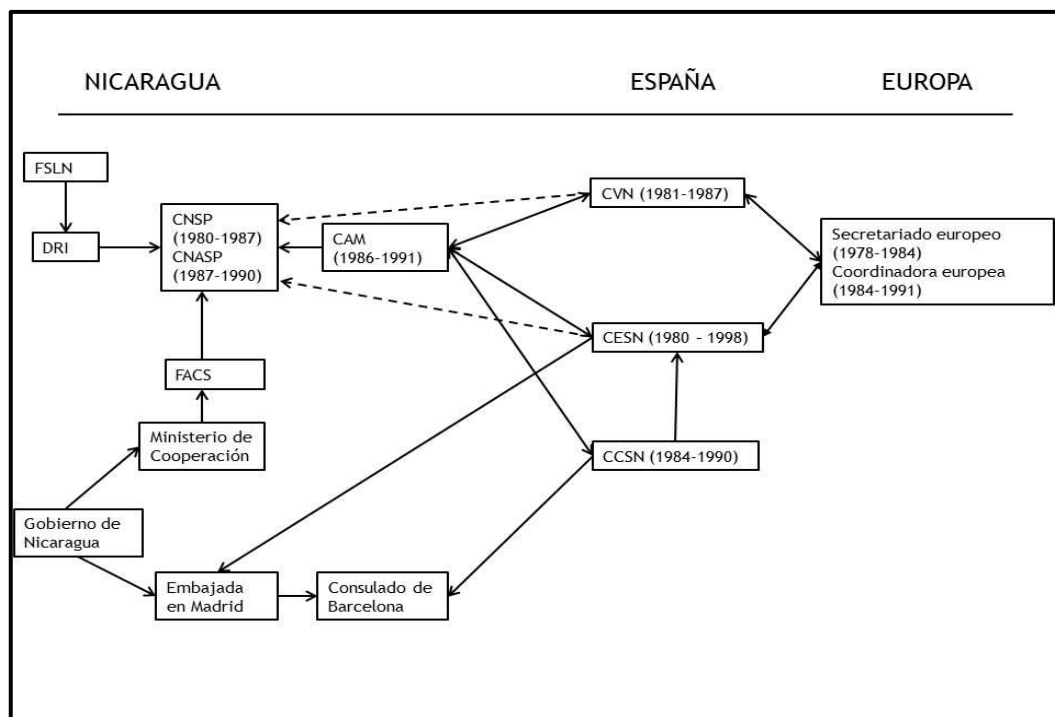 NICARAGUA
ESPAÑA
EUROPA
FSLN
DRI
CNSP
(1980-1987)
CNASP
(1987-1990)
CAM
(1986-1991)
CVN (1981-1987)
Secretariado europeo
(1978-1984)
Coordinadora europea
(1984-1991)
CESN (1980 - 1998)
FACS
Ministerio de
Cooperación
CCSN (1984-1990)
Gobierno de
Nicaragua
Embajada
en Madrid
Consulado de
Barcelona